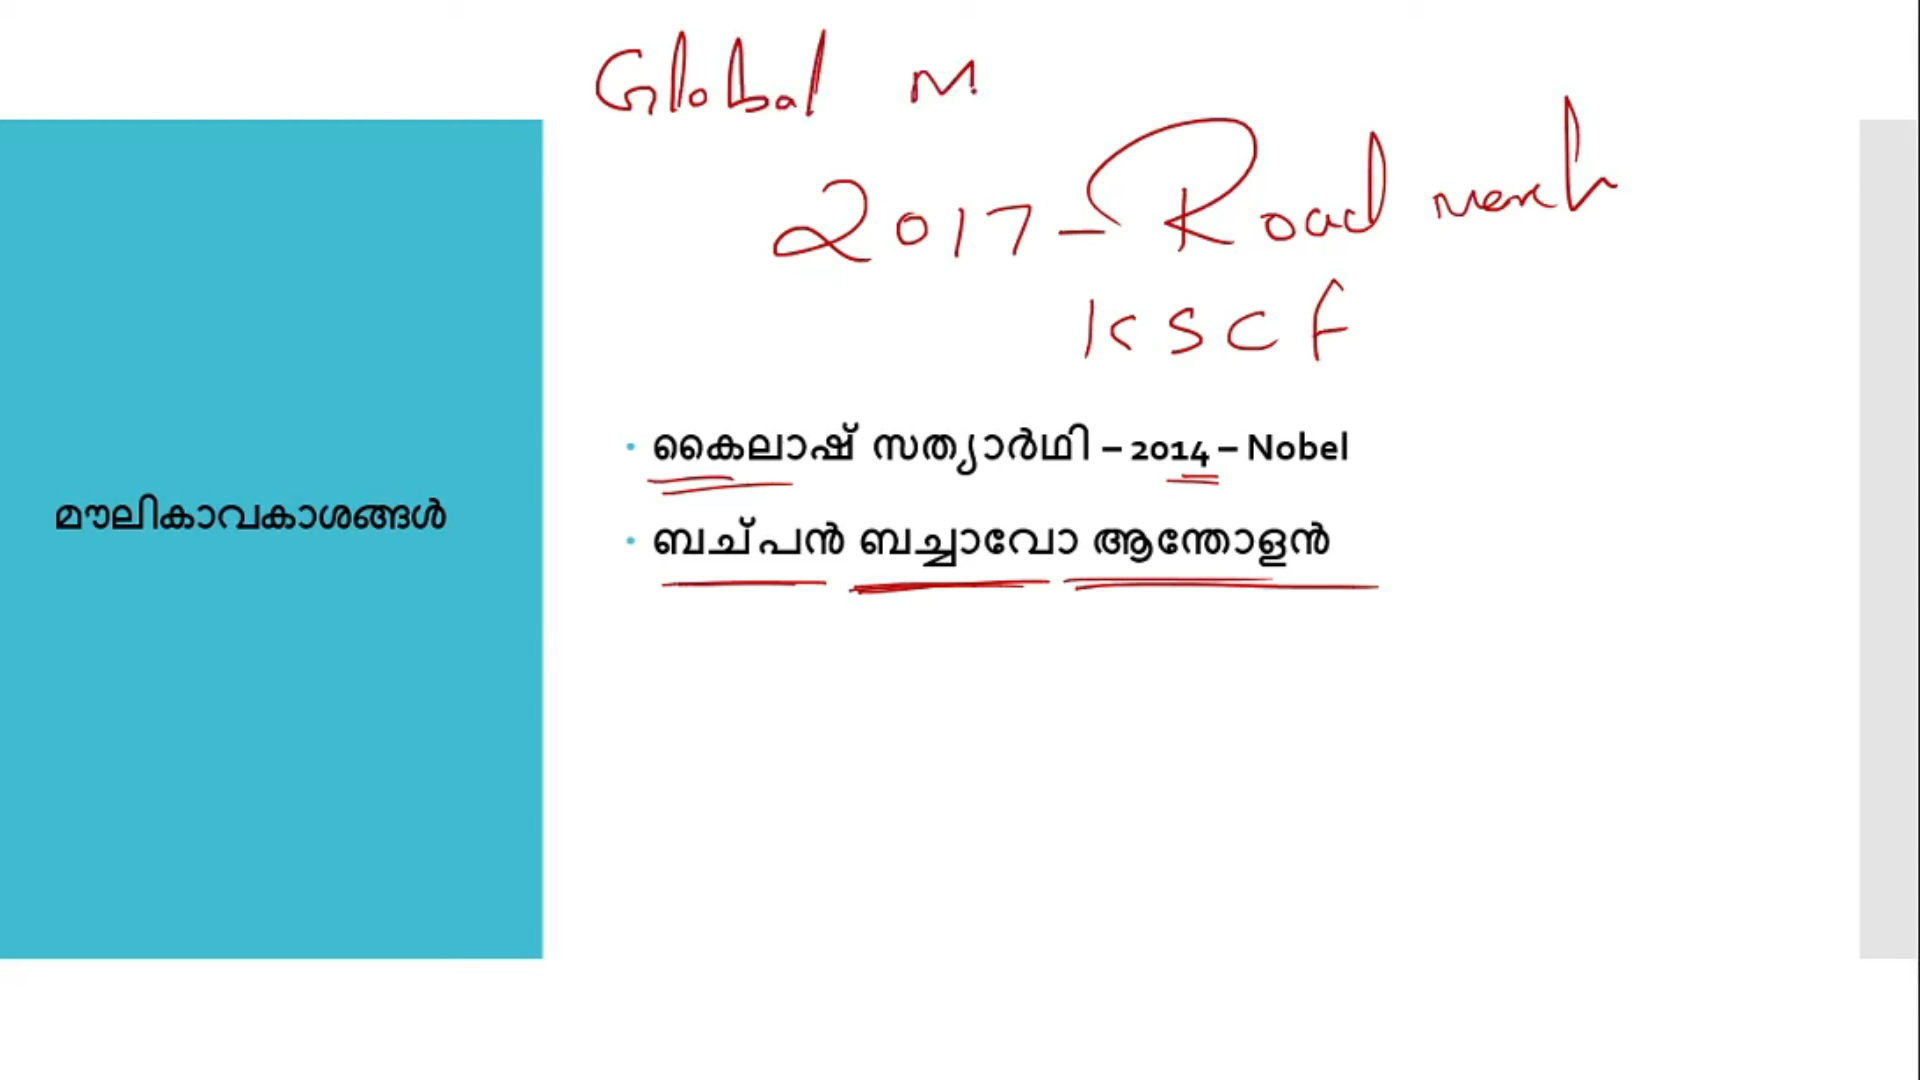 Global M
2017 - Road march
KSCF
• കൈലാഷ് സത്യാർഥി – 2014 – Nobel
മൗലികാവകാശങ്ങൾ
• ബച്പൻ ബച്ചാവോ ആന്തോളൻ